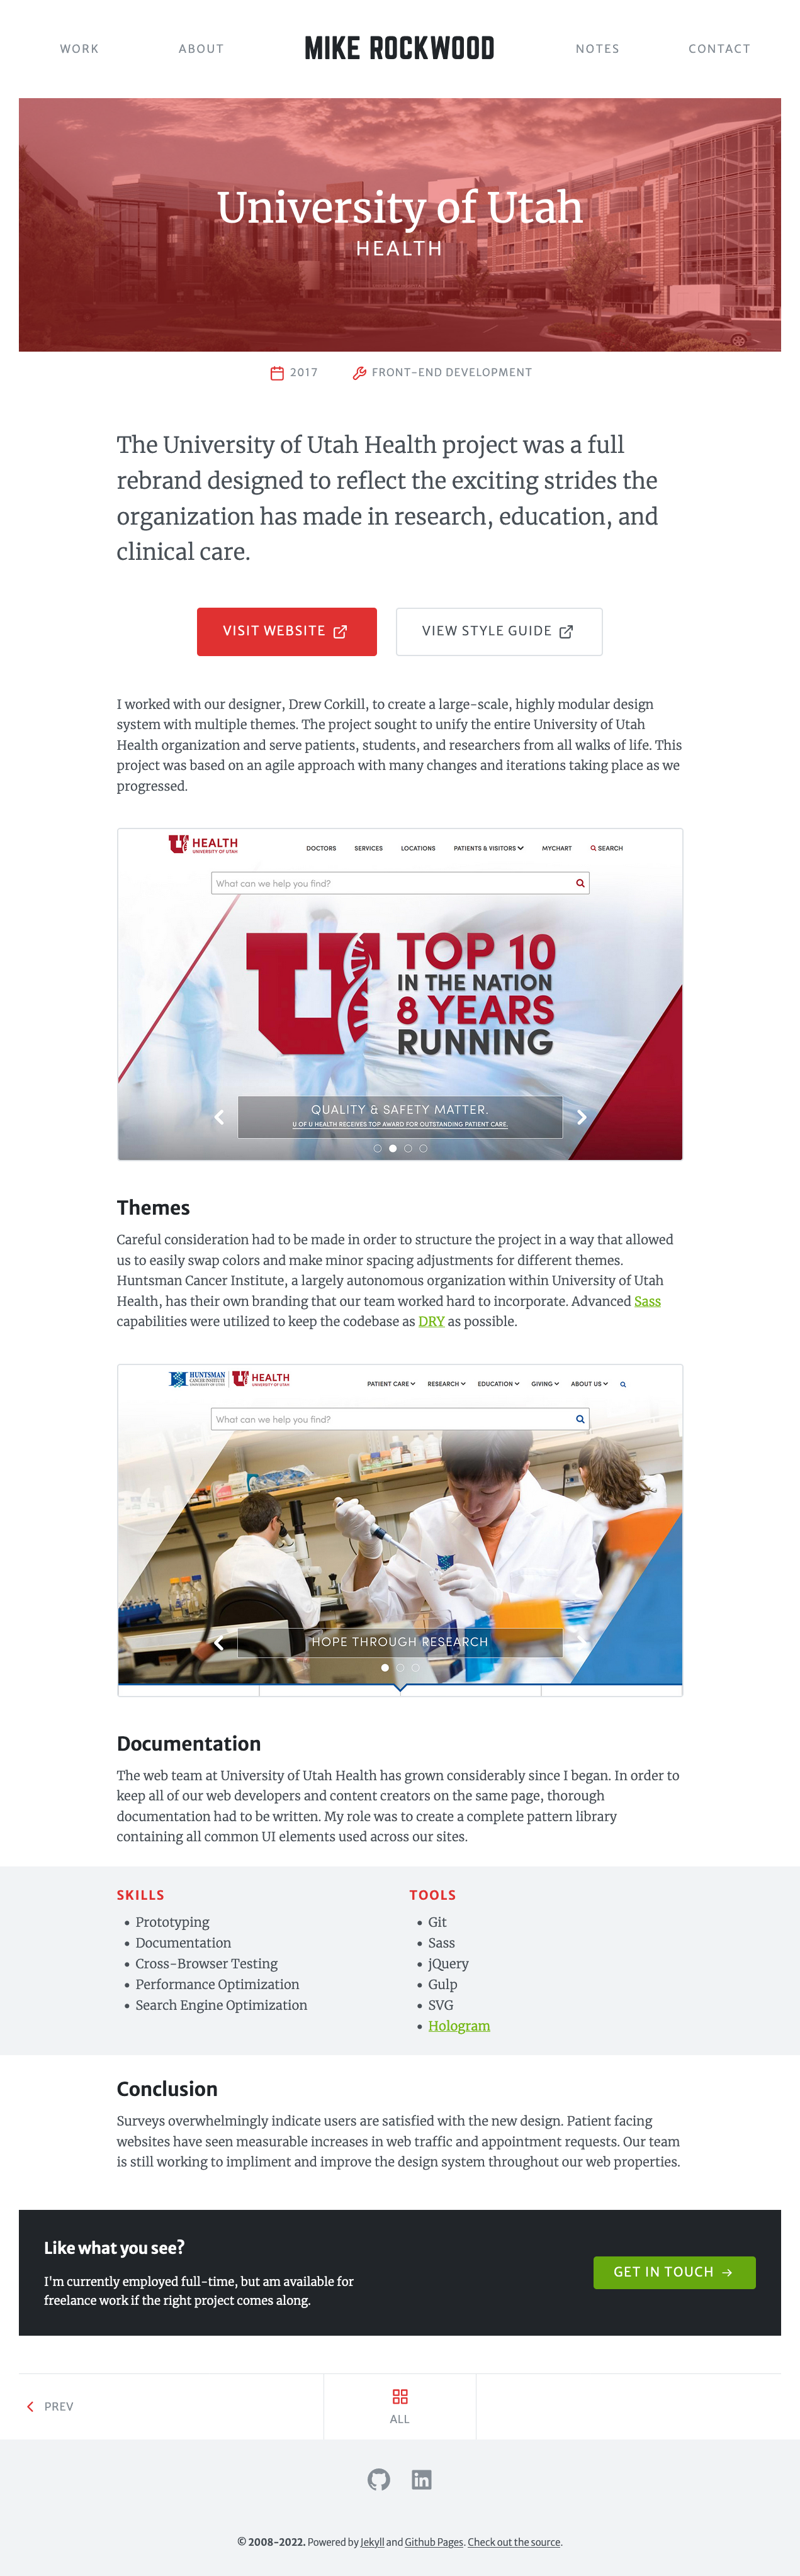 WORK
ABOUT
MIKE ROCKWOOD
NOTES
CONTACT
University of Utah
HEALTH
2017
FRONT-END DEVELOPMENT
The University of Utah Health project was a full
rebrand designed to reflect the exciting strides the
organization has made in research, education, and
clinical care.
VISIT WEBSITE
VIEW STYLE GUIDE
I worked with our designer, Drew Corkill, to create a large-scale, highly modular design
system with multiple themes. The project sought to unify the entire University of Utah
Health organization and serve patients, students, and researchers from all walks of life. This
project was based on an agile approach with many changes and iterations taking place as we
progressed.
U HEALTH
UNIVERSITY OF UTAH
DOCTORS
SERVICES
LOCATIONS
PATIENTS & VISITORS
MYCHART
SEARCH
What can we help you find?
U TOP 10
IN THE NATION
8 YEARS
RUNNING
QUALITY & SAFETY MATTER.
U OF U HEALTH RECEIVES TOP AWARD FOR OUTSTANDING PATIENT CARE.
Themes
Careful consideration had to be made in order to structure the project in a way that allowed
us to easily swap colors and make minor spacing adjustments for different themes.
Huntsman Cancer Institute, a largely autonomous organization within University of Utah
Health, has their own branding that our team worked hard to incorporate. Advanced Sass
capabilities were utilized to keep the codebase as DRY as possible.
HUNTSMAN
CANCER INSTITUTE
UNIVERSITY OF UTAH
U HEALTH
UNIVERSITY OF UTAH
PATIENT CARE
RESEARCH
EDUCATION
GIVING
ABOUT US
What can we help you find?
HOPE THROUGH RESEARCH
Documentation
The web team at University of Utah Health has grown considerably since I began. In order to
keep all of our web developers and content creators on the same page, thorough
documentation had to be written. My role was to create a complete pattern library
containing all common UI elements used across our sites.
SKILLS
• Prototyping
• Documentation
• Cross-Browser Testing
• Performance Optimization
• Search Engine Optimization
TOOLS
• Git
• Sass
• jQuery
• Gulp
• SVG
• Hologram
Conclusion
Surveys overwhelmingly indicate users are satisfied with the new design. Patient facing
websites have seen measurable increases in web traffic and appointment requests. Our team
is still working to impliment and improve the design system throughout our web properties.
Like what you see?
I'm currently employed full-time, but am available for
freelance work if the right project comes along.
GET IN TOUCH →
PREV
ALL
© 2008-2022. Powered by Jekyll and Github Pages. Check out the source.